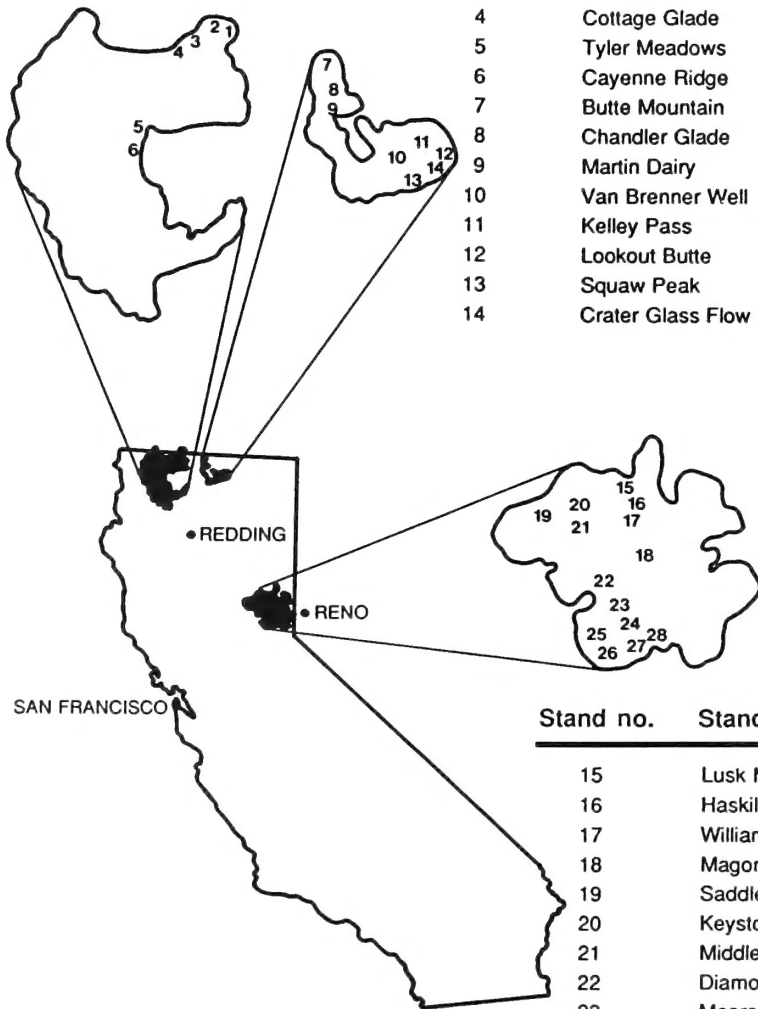 4 Cottage Glade
5 Tyler Meadows
6 Cayenne Ridge
7 Butte Mountain
8 Chandler Glade
9 Martin Dairy
10 Van Brenner Well
11 Kelley Pass
12 Lookout Butte
13 Squaw Peak
14 Crater Glass Flow
1
2
3
4
5
6
7
8
9
10
11
12
13
14
REDDING
RENO
SAN FRANCISCO
15
16
17
18
19
20
21
22
23
24
25
26
27
28
Stand no. Stand
15 Lusk
16
17
18
19
20
21 Middle
22